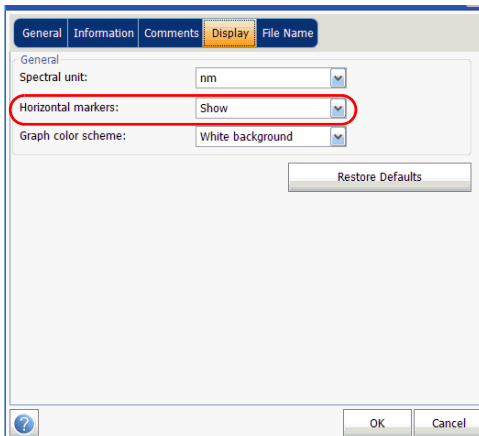 General Information Comments Display File Name
General
Spectral unit: nm
Horizontal markers: Show
Graph color scheme: White background
Restore Defaults
? OK Cancel